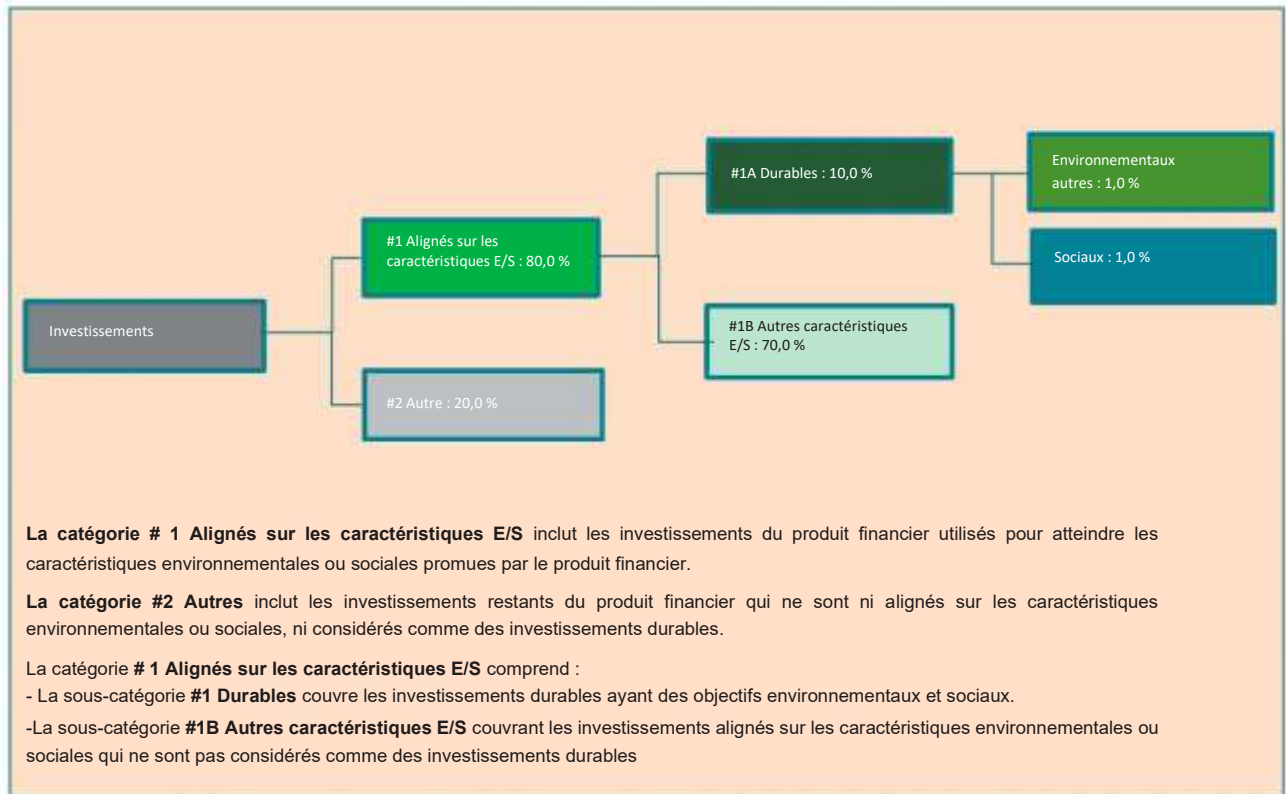 #1A Durables : 10,0 %
Environnementaux
autres : 1,0 %
#1 Alignés sur les
caractéristiques E/S : 80,0 %
Sociaux : 1,0 %
Investissements
#1B Autres caractéristiques
E/S : 70,0 %
#2 Autre : 20,0 %
La catégorie # 1 Alignés sur les caractéristiques E/S inclut les investissements du produit financier utilisés pour atteindre les
caractéristiques environnementales ou sociales promues par le produit financier.
La catégorie #2 Autres inclut les investissements restants du produit financier qui ne sont ni alignés sur les caractéristiques
environnementales ou sociales, ni considérés comme des investissements durables.
La catégorie # 1 Alignés sur les caractéristiques E/S comprend :
- La sous-catégorie #1 Durables couvre les investissements durables ayant des objectifs environnementaux et sociaux.
-La sous-catégorie #1B Autres caractéristiques E/S couvrant les investissements alignés sur les caractéristiques environnementales ou
sociales qui ne sont pas considérés comme des investissements durables